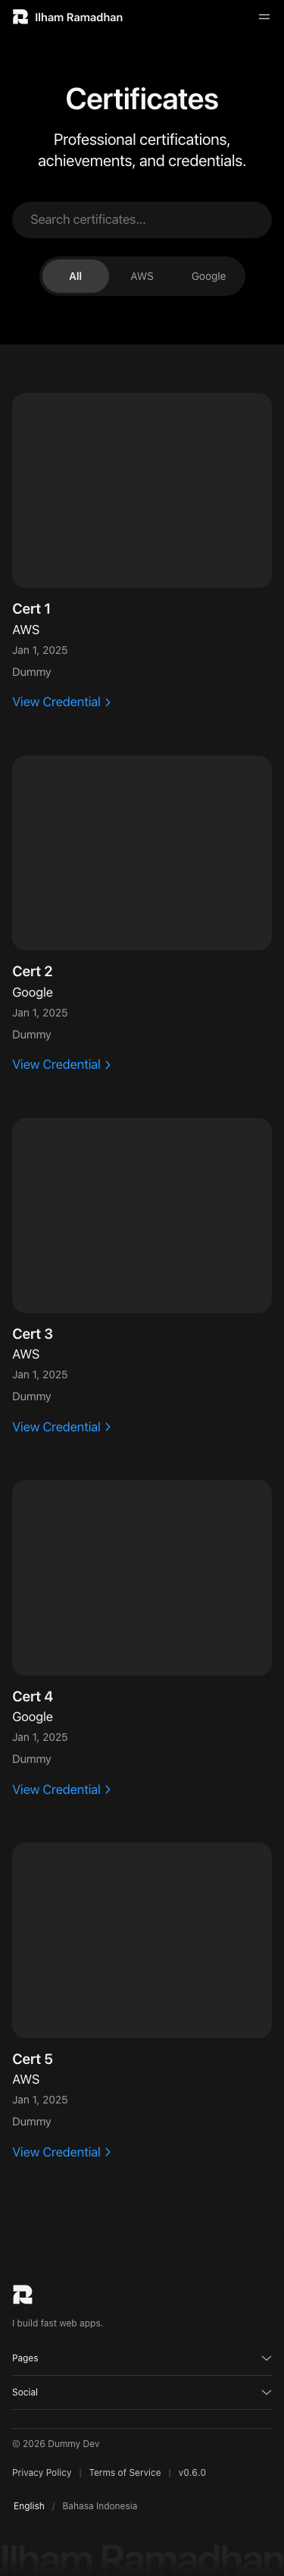 Ilham Ramadhan
Certificates
Professional certifications,
achievements, and credentials.
Search certificates...
All
AWS
Google
Cert 1
AWS
Jan 1, 2025
Dummy
View Credential
Cert 2
Google
Jan 1, 2025
Dummy
View Credential
Cert 3
AWS
Jan 1, 2025
Dummy
View Credential
Cert 4
Google
Jan 1, 2025
Dummy
View Credential
Cert 5
AWS
Jan 1, 2025
Dummy
View Credential
I build fast web apps.
Pages
Social
© 2026 Dummy Dev
Privacy Policy | Terms of Service | v0.6.0
English / Bahasa Indonesia
Ilham Ramadhan